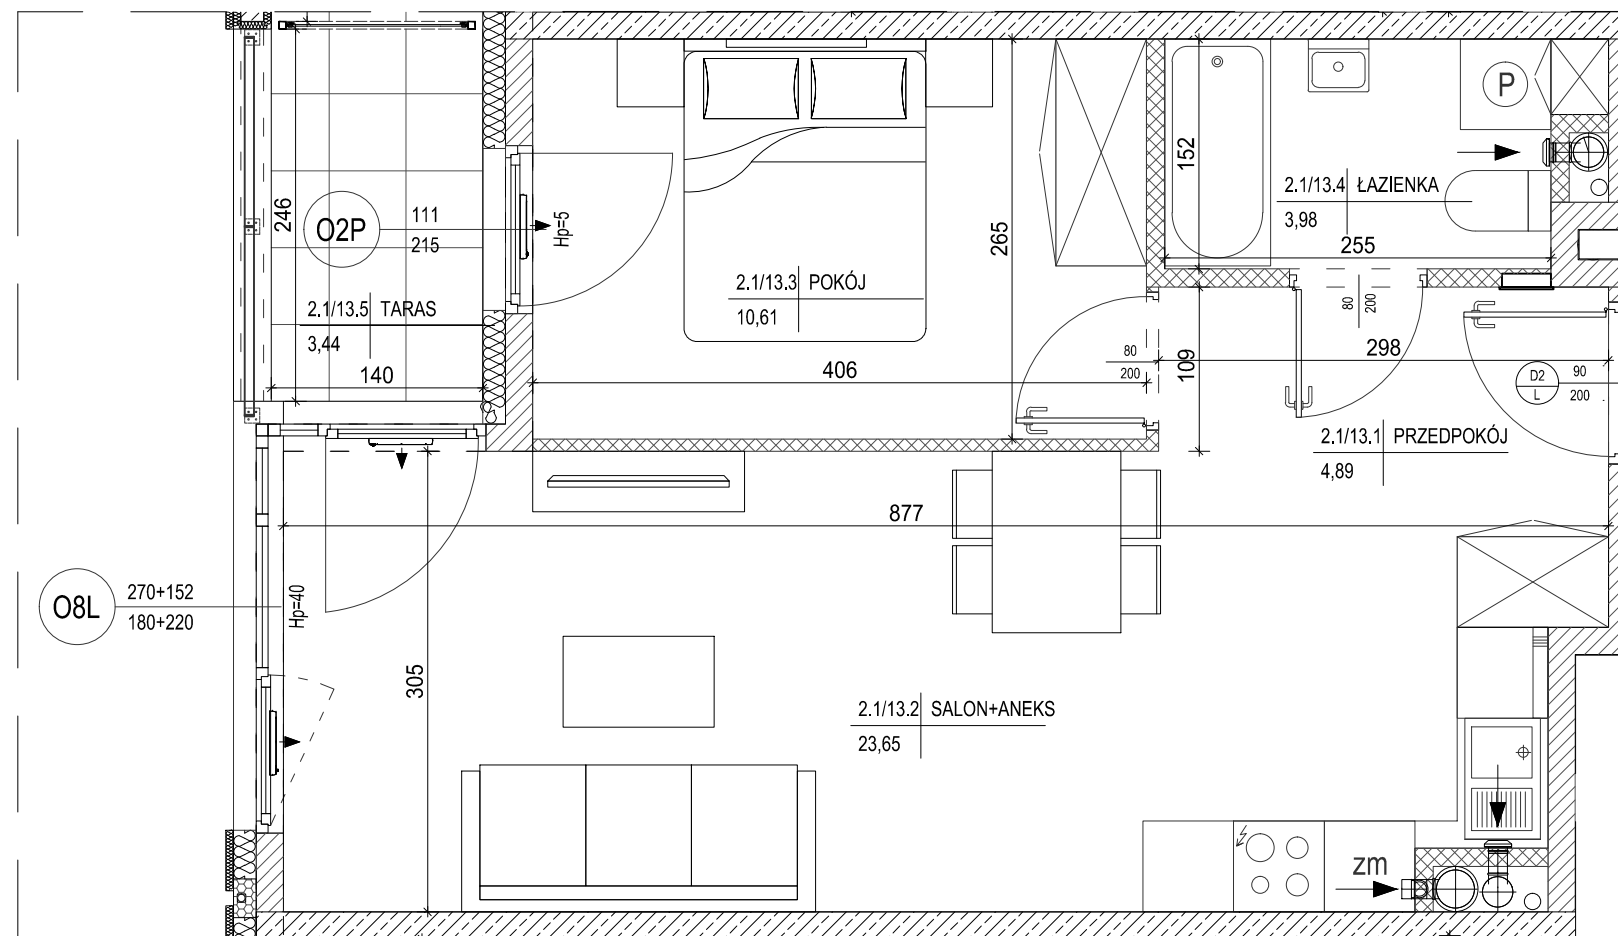 O2P
111
215
246
Hp=5
2.1/13.5 TARAS
3,44
140
2.1/13.3 POKÓJ
10,61
265
406
152
2.1/13.4 ŁAZIENKA
3,98
255
P
80
200
80
200
109
298
D2
L
90
200
2.1/13.1 PRZEDPOKÓJ
4,89
877
O8L
270+152
180+220
Hp=40
305
2.1/13.2 SALON+ANEKS
23,65
zm